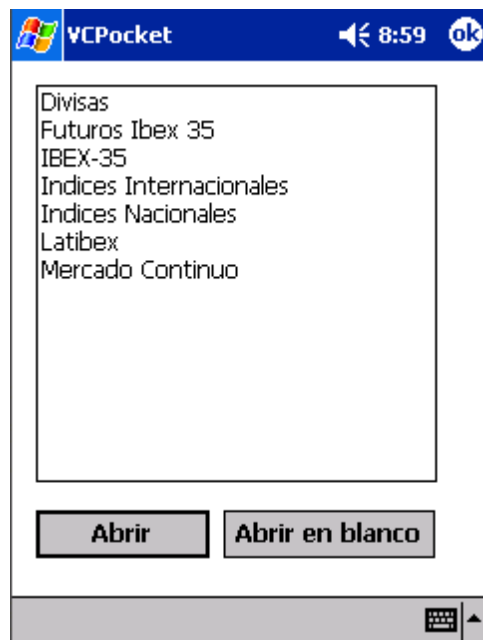 VCPocket 8:59 ok
Divisas
Futuros Ibex 35
IBEX-35
Indices Internacionales
Indices Nacionales
Latibex
Mercado Continuo
Abrir Abrir en blanco